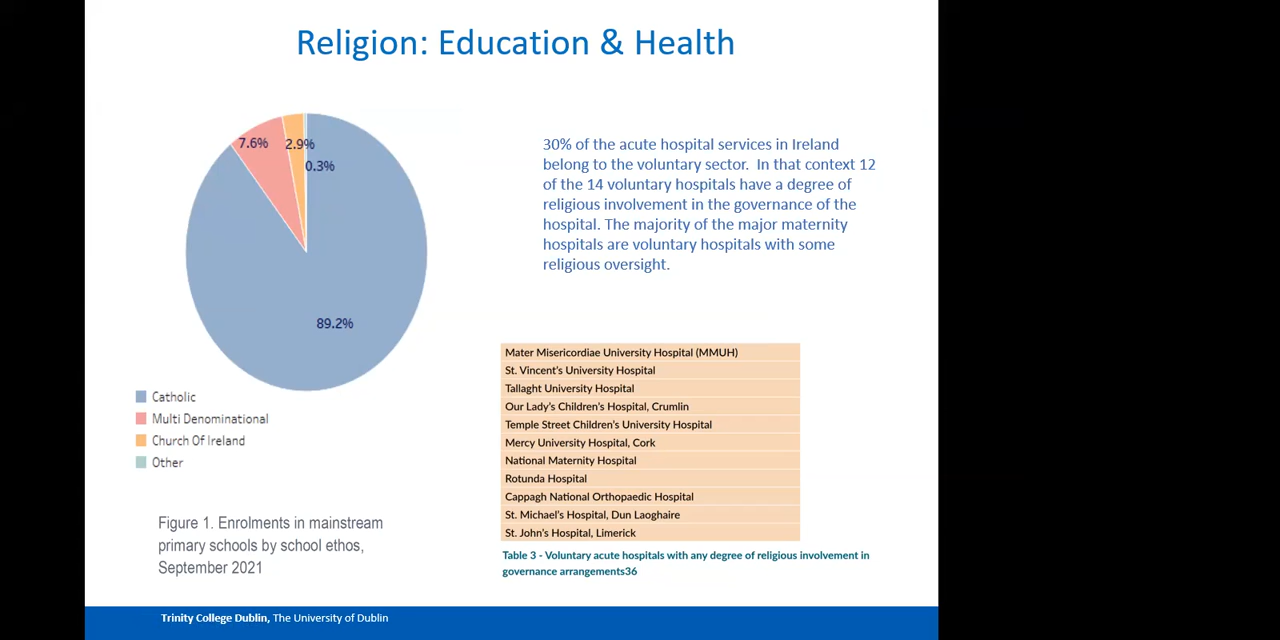 Religion: Education & Health
7.6%
2.9%
0.3%
89.2%
Catholic
Multi Denominational
Church Of Ireland
Other
Figure 1. Enrolments in mainstream
primary schools by school ethos,
September 2021
30% of the acute hospital services in Ireland
belong to the voluntary sector. In that context 12
of the 14 voluntary hospitals have a degree of
religious involvement in the governance of the
hospital. The majority of the major maternity
hospitals are voluntary hospitals with some
religious oversight.
Mater Misericordiae University Hospital (MMUH)
St. Vincent's University Hospital
Tallaght University Hospital
Our Lady's Children's Hospital, Crumlin
Temple Street Children's University Hospital
Mercy University Hospital, Cork
National Maternity Hospital
Rotunda Hospital
Cappagh National Orthopaedic Hospital
St. Michael's Hospital, Dun Laoghaire
St. John's Hospital, Limerick
Table 3 - Voluntary acute hospitals with any degree of religious involvement in
governance arrangements36
Trinity College Dublin, The University of Dublin